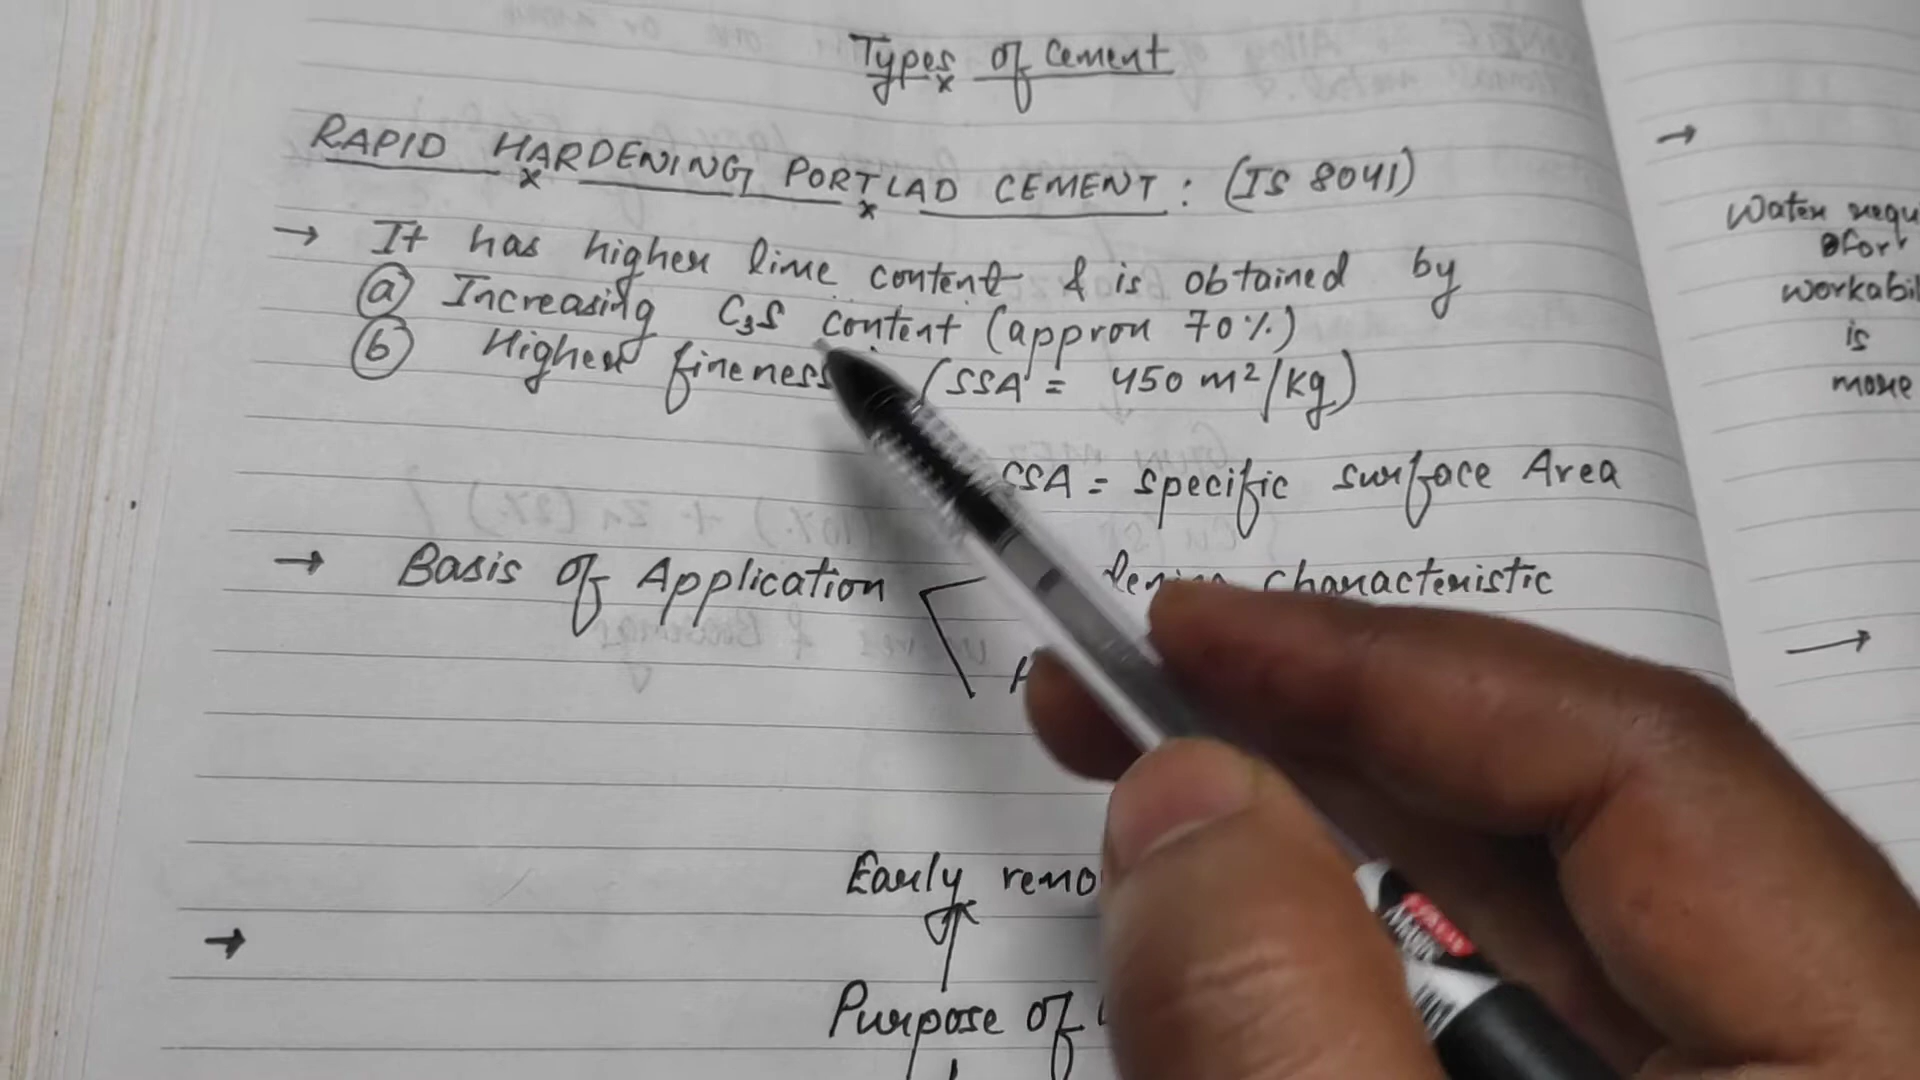 Types of Cement
RAPID HARDENING PORTLAD CEMENT : (IS 8041)
→ It has higher lime content & is obtained by
(a) Increasing C3S content (approx 70%)
(b) Higher fineness (SSA = 450 m²/kg)
SSA = specific surface Area
→ Basis of Application
characteristic
Early
→
Purpose of
→
Water
for
workabil
is
more
→